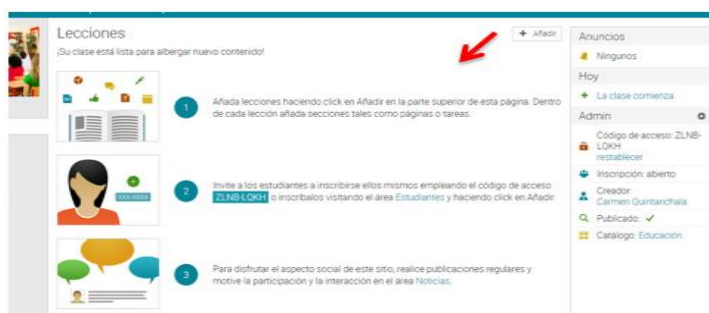 Lecciones
+ Añadir
¡Su clase está lista para albergar nuevo contenido!
1
Añada lecciones haciendo click en Añadir en la parte superior de esta página. Dentro
de cada lección añada secciones tales como páginas o tareas.
2
Invite a los estudiantes a inscribirse ellos mismos empleando el código de acceso
ZLNB-LQKH o inscríbalos visitando el área Estudiantes y haciendo click en Añadir.
3
Para disfrutar el aspecto social de este sitio, realice publicaciones regulares y
motive la participación y la interacción en el área Noticias.
Anuncios
Ningunos
Hoy
La clase comienza
Admin
Código de acceso: ZLNB-
LQKH
restablecer
Inscripción: abierto
Creador:
Carmen Quintanchala
Publicado:
Catálogo: Educación